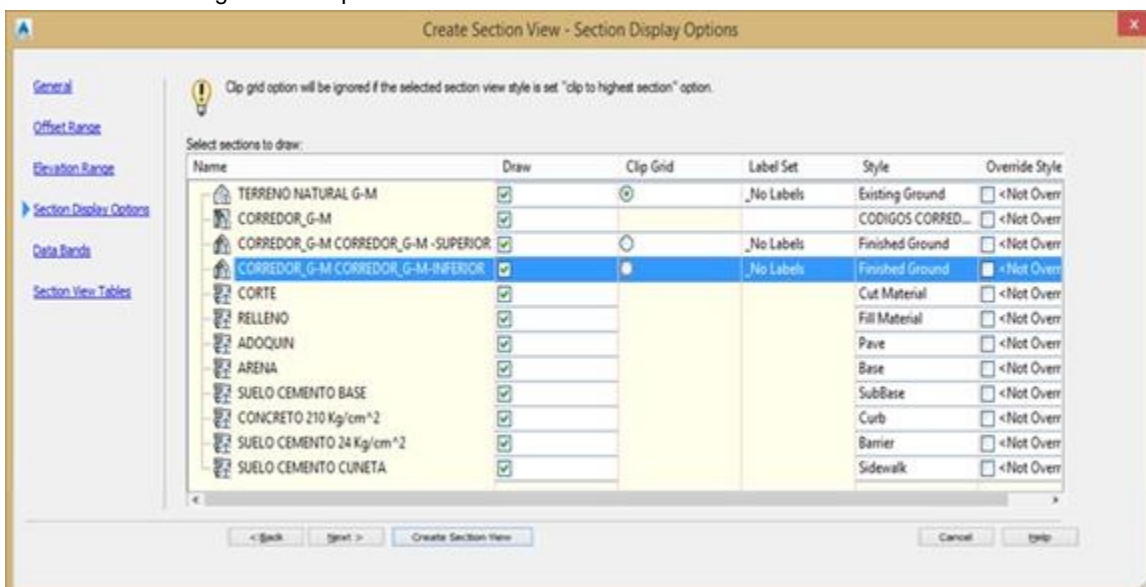 Create Section View - Section Display Options
x
General
Offset Range
Elevation Range
Section Display Options
Data Bands
Section View Tables
Clip grid option will be ignored if the selected section view style is set "clip to highest section" option.
Select sections to draw:
Name Draw Clip Grid Label Set Style Override Style
TERRENO NATURAL G-M _No Labels Existing Ground <Not Overr
CORREDOR_G-M CODIGOS CORRED... <Not Overr
CORREDOR_G-M CORREDOR_G-M -SUPERIOR _No Labels Finished Ground <Not Overr
CORREDOR_G-M CORREDOR_G-M-INFERIOR _No Labels Finished Ground <Not Overr
CORTE Cut Material <Not Overr
RELLENO Fill Material <Not Overr
ADOQUIN Pave <Not Overr
ARENA Base <Not Overr
SUELO CEMENTO BASE SubBase <Not Overr
CONCRETO 210 Kg/cm^2 Curb <Not Overr
SUELO CEMENTO 24 Kg/cm^2 Barrier <Not Overr
SUELO CEMENTO CUNETA Sidewalk <Not Overr
< Back Next > Create Section View Cancel Help